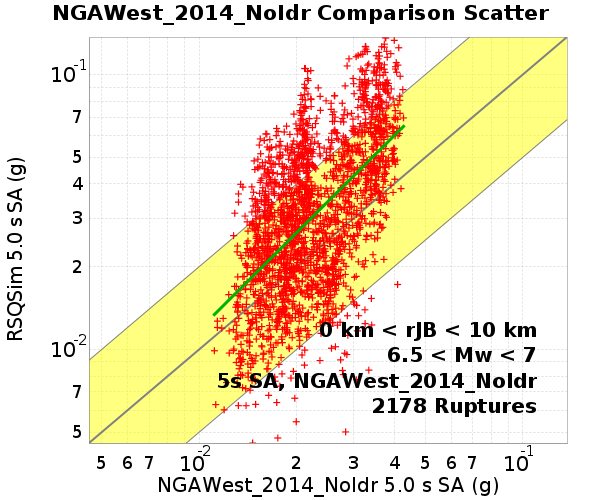 NGAWest_2014_NoIdr Comparison Scatter
RSQSim 5.0 s SA (g)
10-1
7
5
4
3
2
10-2
7
5
0 km < rJB < 10 km
6.5 < Mw < 7
5s SA, NGAWest_2014_NoIdr
2178 Ruptures
5 6 7 10-2 2 3 4 5 6 7 10-1
NGAWest_2014_NoIdr 5.0 s SA (g)